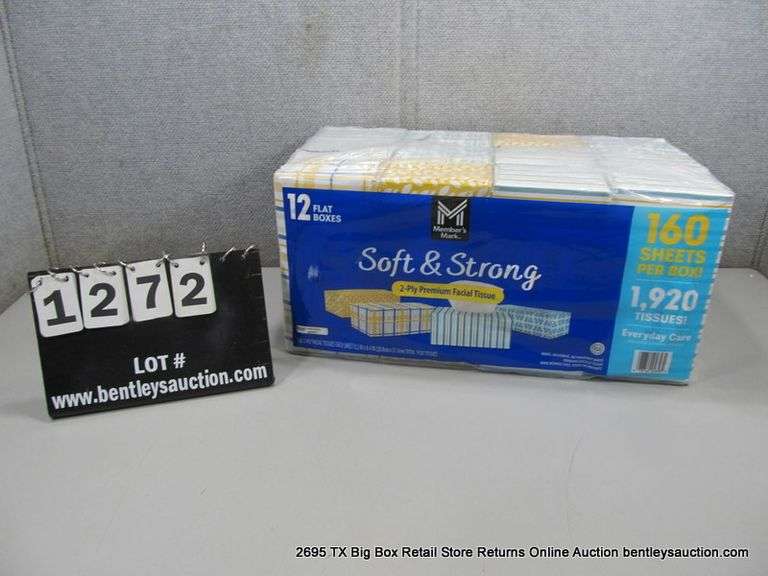 1272
LOT #
www.bentleysauction.com
12 FLAT BOXES
M
Member's
Mark
Soft & Strong
2-Ply Premium Facial Tissue
160
SHEETS
PER BOX!
1,920
TISSUES!
Everyday Care
2695 TX Big Box Retail Store Returns Online Auction bentleysauction.com